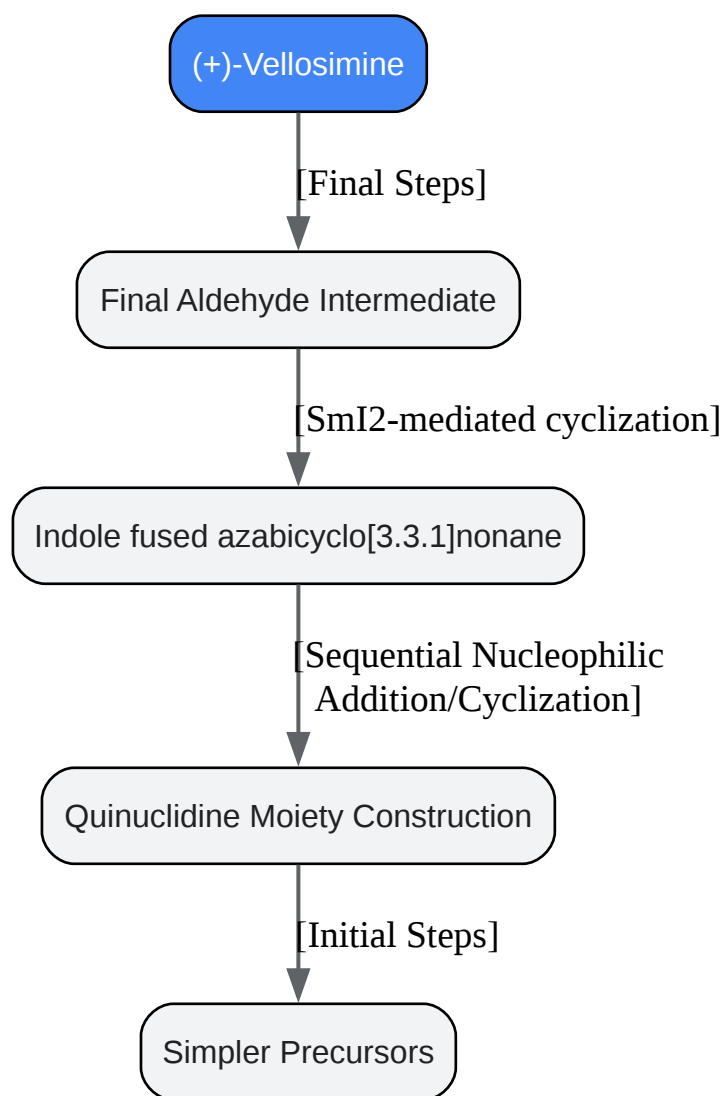 (+)-Vellosimine
[Final Steps]
Final Aldehyde Intermediate
[SmI2-mediated cyclization]
Indole fused azabicyclo[3.3.1]nonane
[Sequential Nucleophilic
Addition/Cyclization]
Quinuclidine Moiety Construction
[Initial Steps]
Simpler Precursors